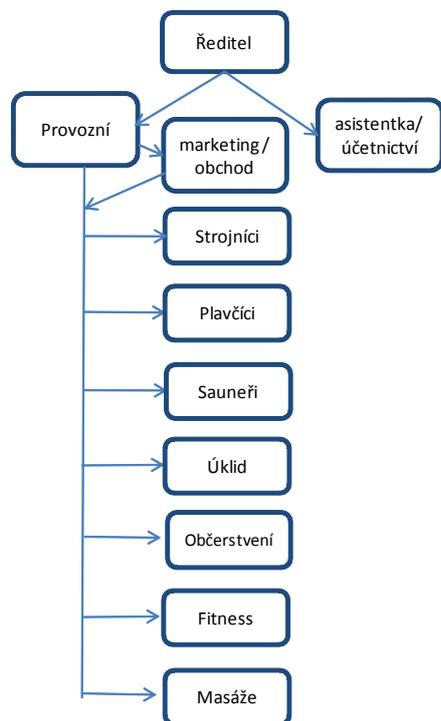 Ředitel
Provozní
marketing/
obchod
asistentka/
účetnictví
Strojníci
Plavčíci
Sauneři
Úklid
Občerstvení
Fitness
Masáže